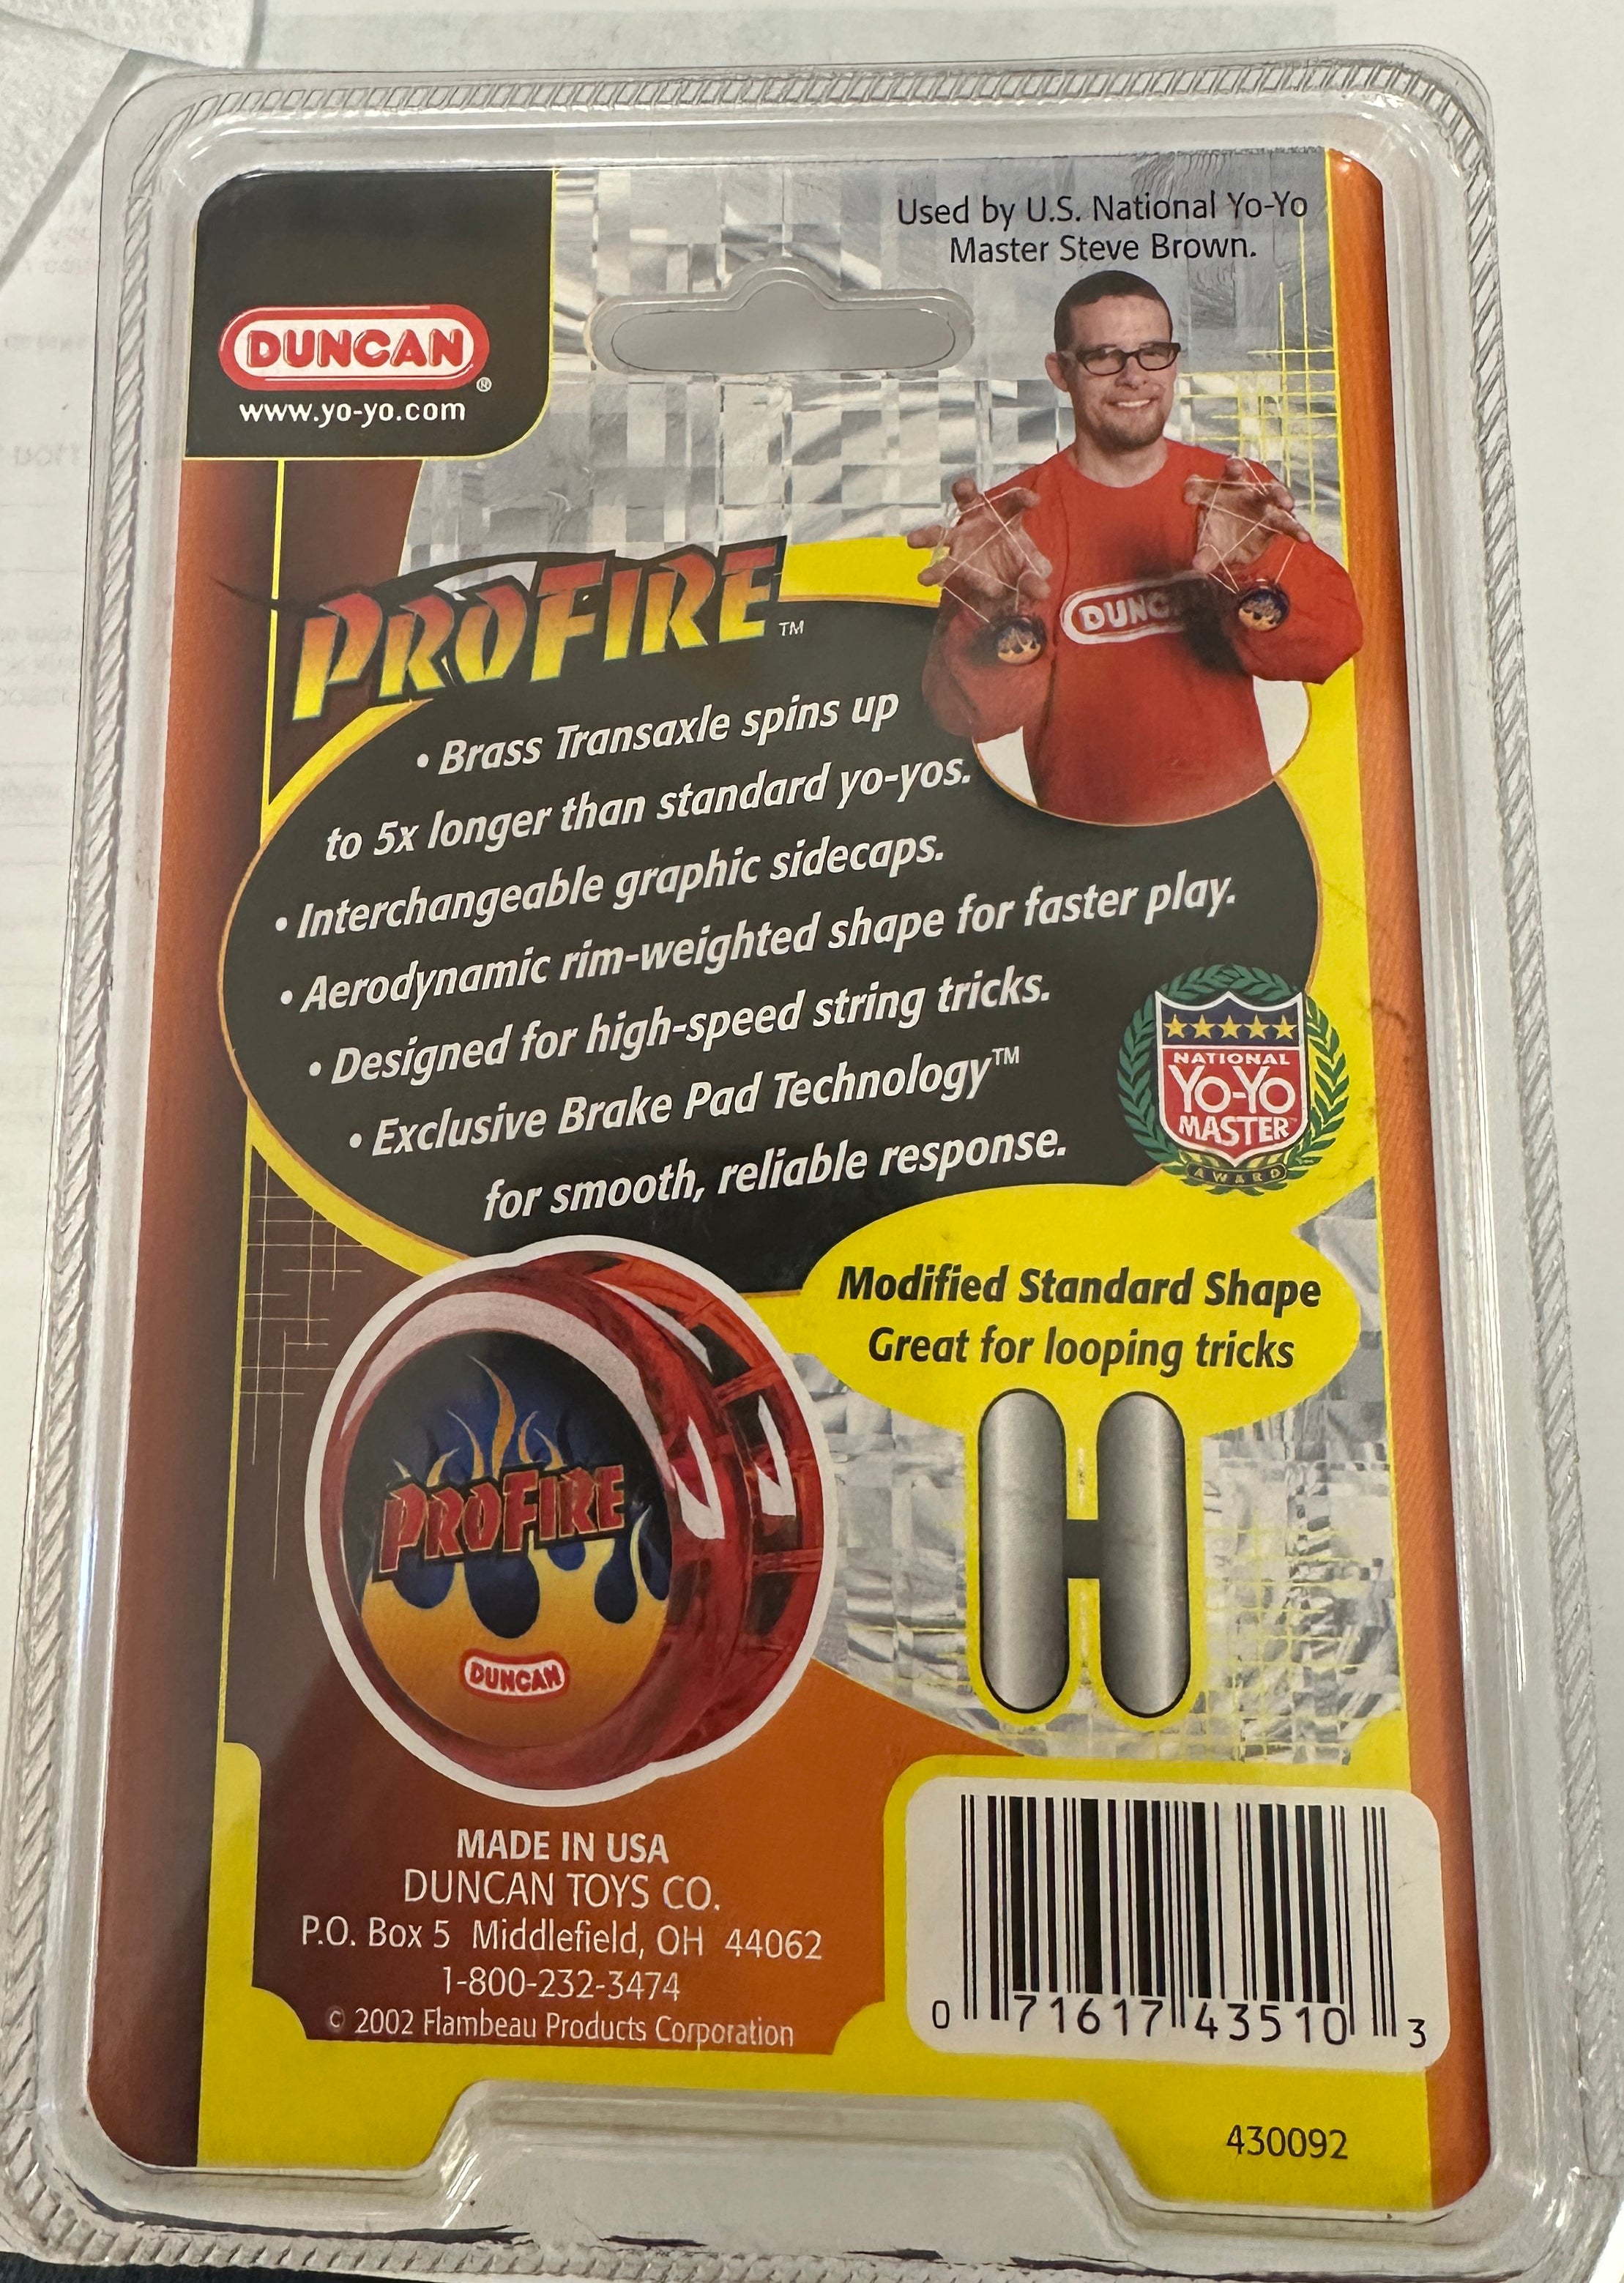 Used by U.S. National Yo-Yo
Master Steve Brown.
DUNCAN®
www.yo-yo.com
PROFIRE™
DUNC
• Brass Transaxle spins up
to 5x longer than standard yo-yos.
• Interchangeable graphic sidecaps.
• Aerodynamic rim-weighted shape for faster play.
• Designed for high-speed string tricks.
• Exclusive Brake Pad Technology™
for smooth, reliable response.
NATIONAL
YO-YO
MASTER
AWARD
Modified Standard Shape
Great for looping tricks
PROFIRE
DUNCAN
MADE IN USA
DUNCAN TOYS CO.
P.O. Box 5 Middlefield, OH 44062
1-800-232-3474
© 2002 Flambeau Products Corporation
0 71617 43510 3
430092